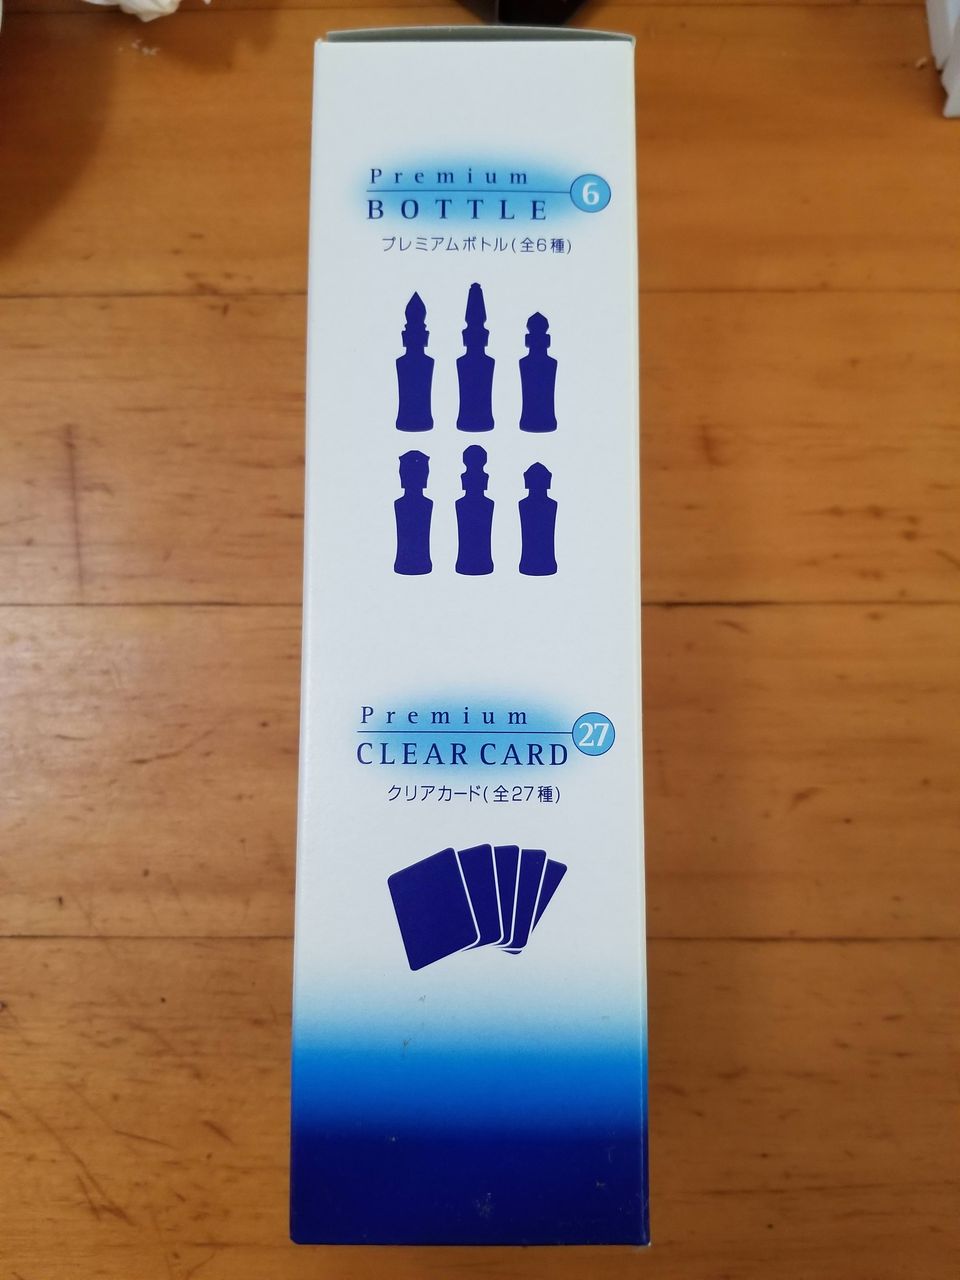 Premium
BOTTLE
6
プレミアムボトル(全6種)
Premium
CLEAR CARD
27
クリアカード(全27種)